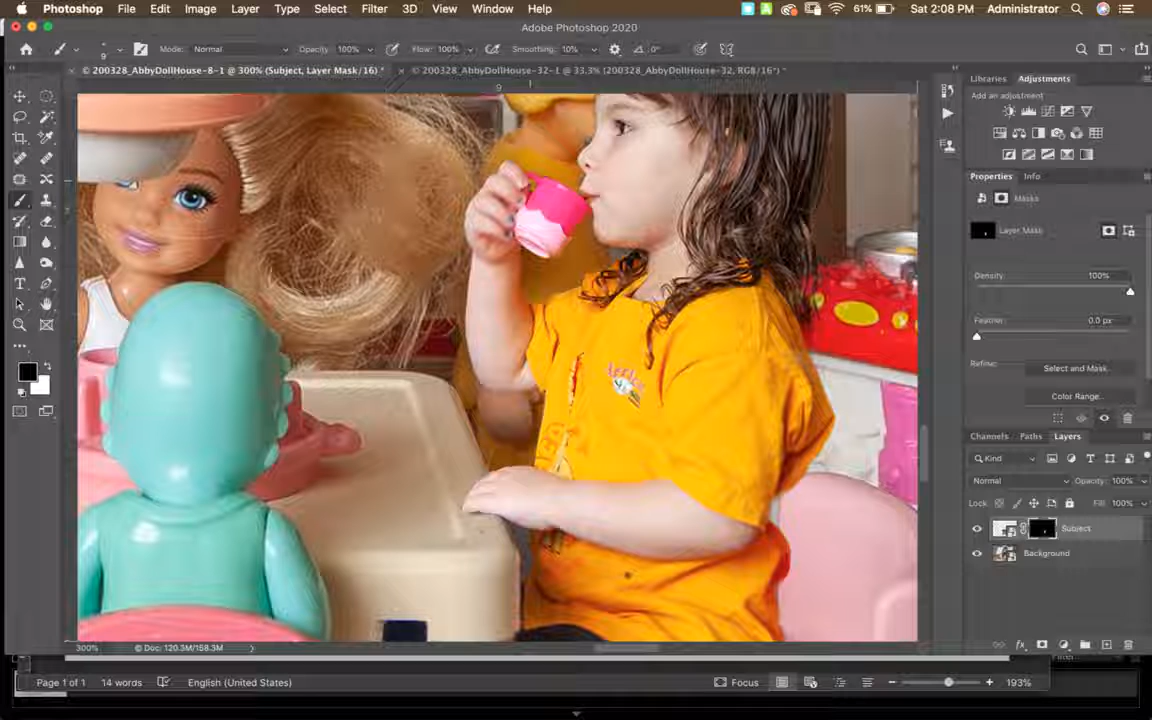 Photoshop File Edit Image Layer Type Select Filter 3D View Window Help 61% Sat 2:08 PM Administrator
Adobe Photoshop 2020
9 Mode: Normal Opacity: 100% Flow: 100% Smoothing: 10% 0°
© 200328_AbbyDollHouse-8-1 @ 300% (Subject, Layer Mask/16) *
© 200328_AbbyDollHouse-32-1 @ 33.3% (200328_AbbyDollHouse-32, RGB/16*) *
9
Libraries Adjustments
Add an adjustment
Properties Info
Masks
Layer Mask
Density: 100%
Feather: 0.0 px
Refine: Select and Mask...
Color Range...
Channels Paths Layers
Kind
Normal Opacity: 100%
Lock: Fill: 100%
Subject
Background
300% Doc: 120.3M/158.3M
Page 1 of 1 14 words English (United States) Focus 193%